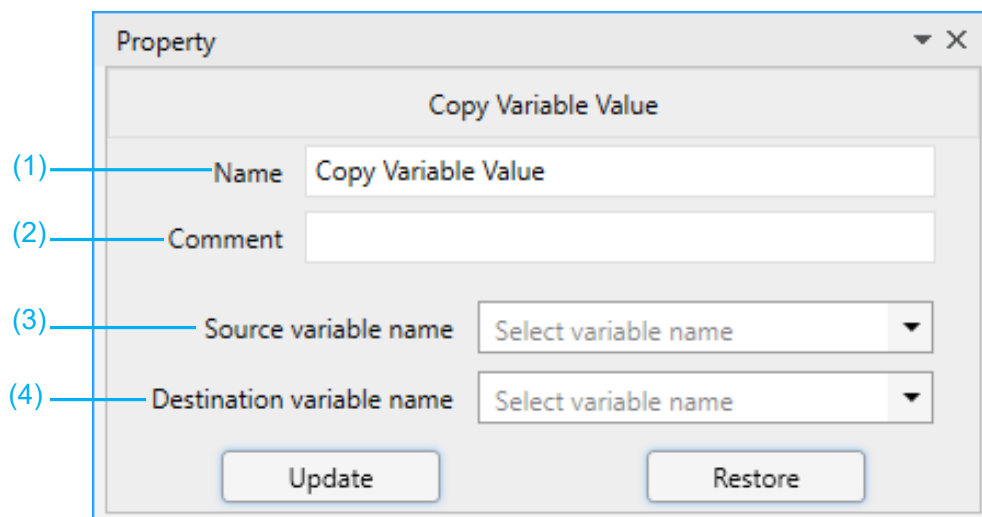 Property
Copy Variable Value
(1) Name Copy Variable Value
(2) Comment
(3) Source variable name Select variable name
(4) Destination variable name Select variable name
Update Restore